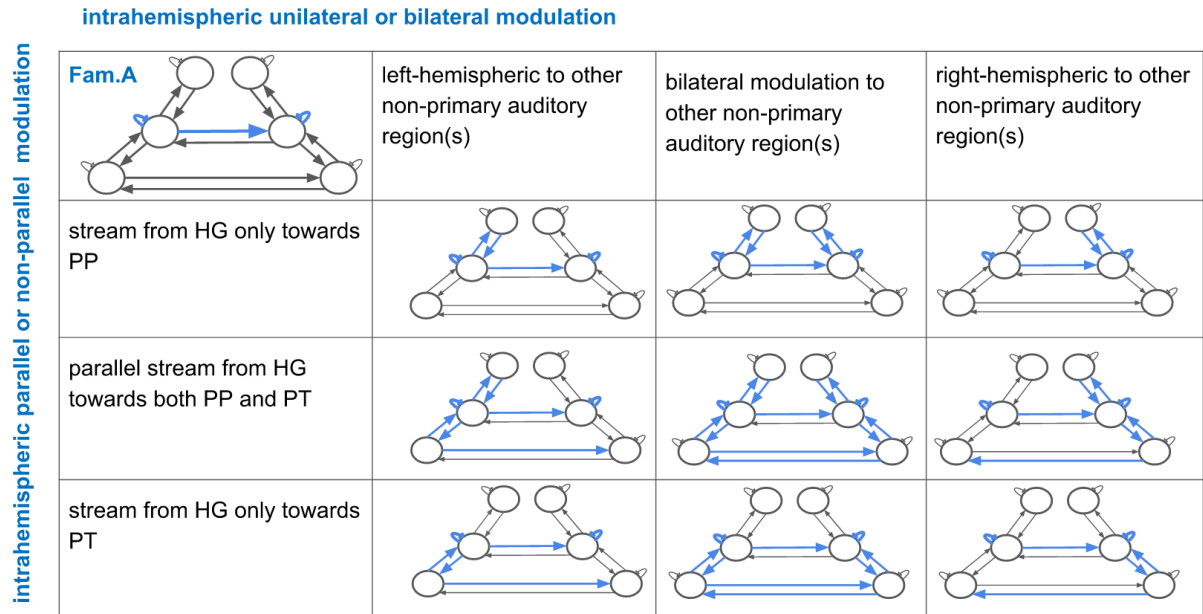 intrahemispheric unilateral or bilateral modulation
intrahemispheric parallel or non-parallel modulation
Fam.A
left-hemispheric to other
non-primary auditory
region(s)
bilateral modulation to
other non-primary
auditory region(s)
right-hemispheric to other
non-primary auditory
region(s)
stream from HG only towards
PP
parallel stream from HG
towards both PP and PT
stream from HG only towards
PT